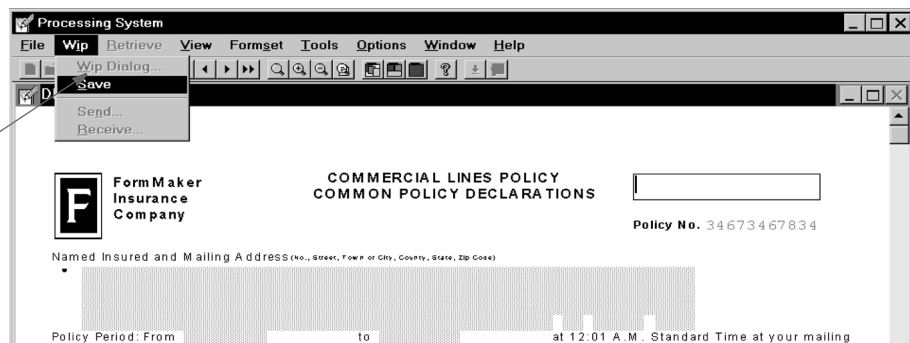 Processing System
File Wip Retrieve View Formset Tools Options Window Help
Wip Dialog...
Save
Send...
Receive...
D
F
FormMaker
Insurance
Company
COMMERCIAL LINES POLICY
COMMON POLICY DECLARATIONS
Policy No. 34673467834
Named Insured and Mailing Address (No., Street, Town or City, County, State, Zip Code)
Policy Period: From to at 12:01 A.M. Standard Time at your mailing